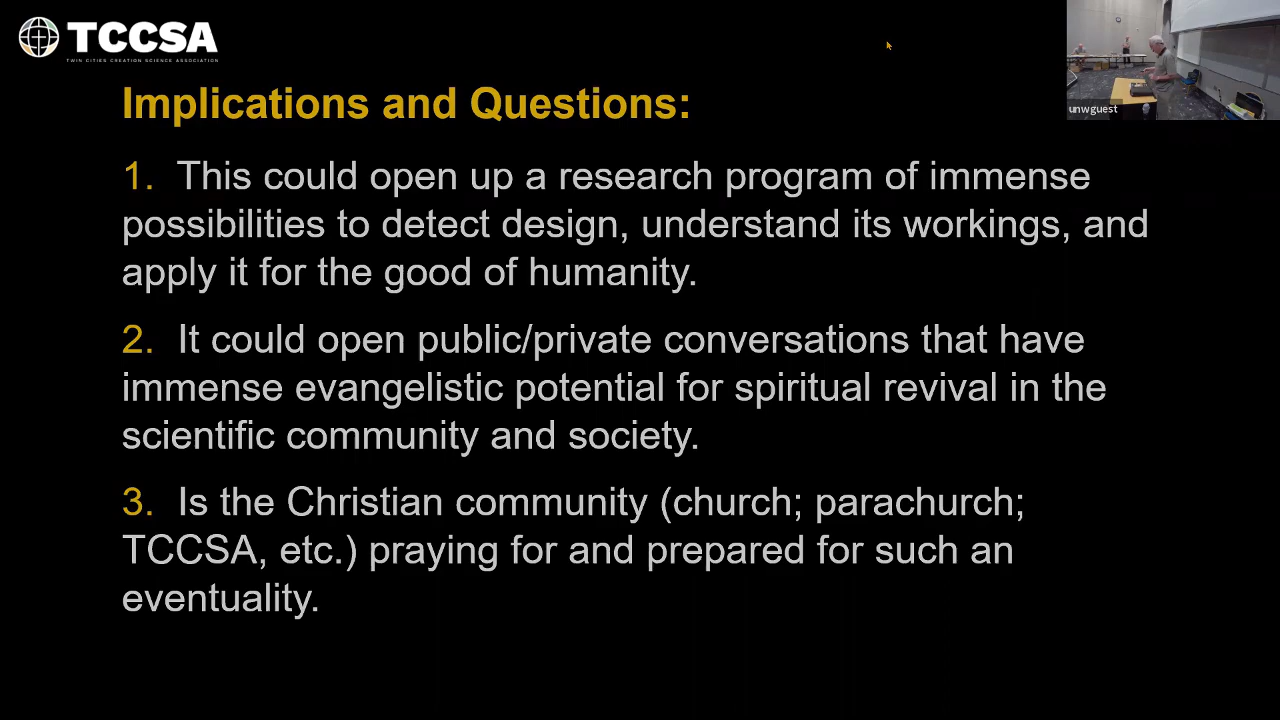 TCCSA
TWIN CITIES CREATION SCIENCE ASSOCIATION
unwguest
Implications and Questions:
1. This could open up a research program of immense
possibilities to detect design, understand its workings, and
apply it for the good of humanity.
2. It could open public/private conversations that have
immense evangelistic potential for spiritual revival in the
scientific community and society.
3. Is the Christian community (church; parachurch;
TCCSA, etc.) praying for and prepared for such an
eventuality.